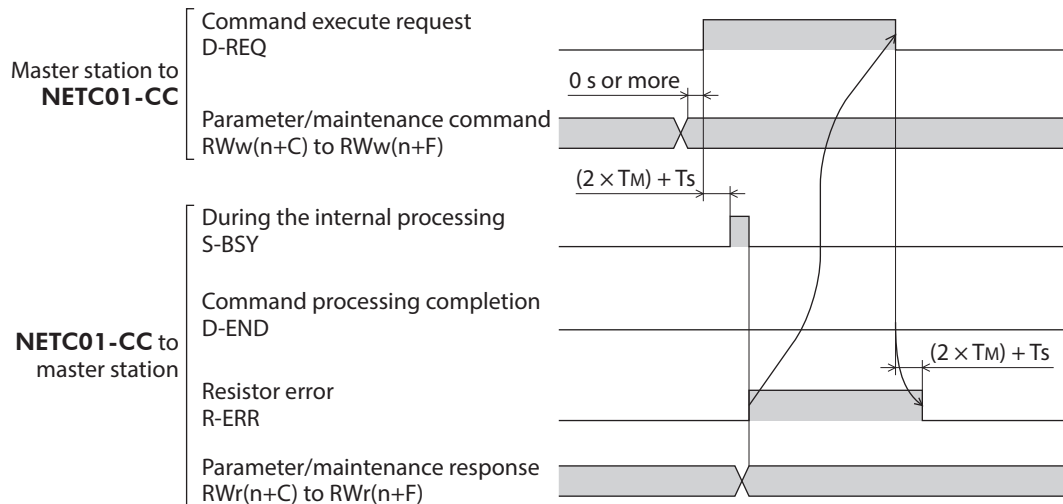 Master station to
NETC01-CC
Command execute request
D-REQ
0 s or more
Parameter/maintenance command
RWw(n+C) to RWw(n+F)
(2 × TM) + Ts
During the internal processing
S-BSY
Command processing completion
D-END
NETC01-CC to
master station
(2 × TM) + Ts
Resistor error
R-ERR
Parameter/maintenance response
RWr(n+C) to RWr(n+F)